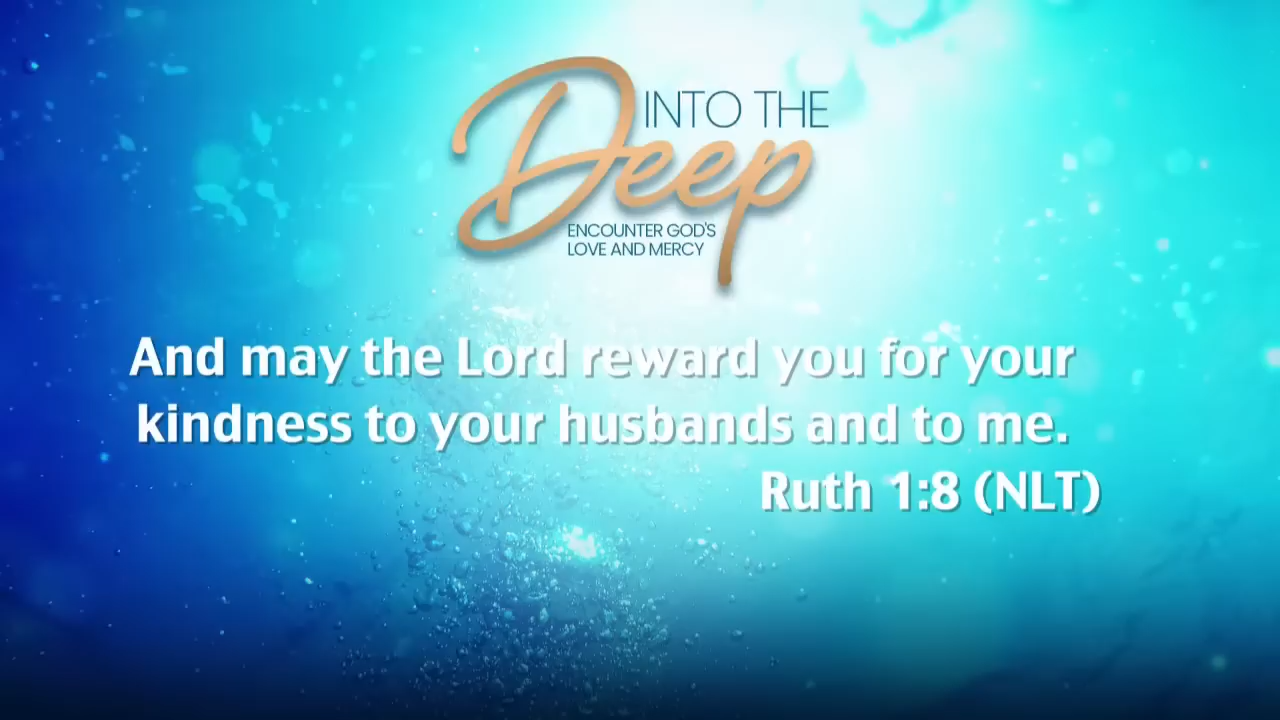 INTO THE
Deep
ENCOUNTER GOD'S
LOVE AND MERCY
And may the Lord reward you for your
kindness to your husbands and to me.
Ruth 1:8 (NLT)